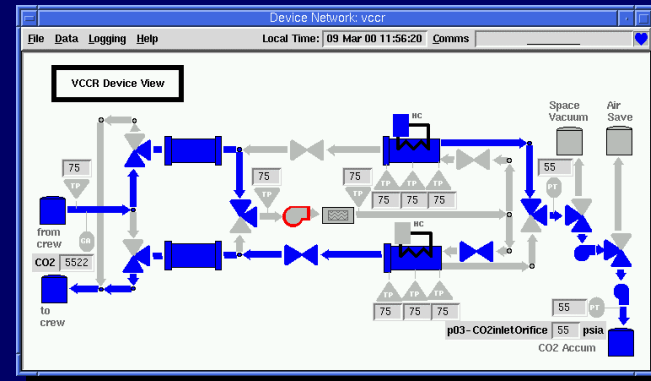 Device Network: vccr
File Data Logging Help Local Time: 09 Mar 00 11:56:20 Comms
VCCR Device View
HC
Space Vacuum
Air Save
75
TP
75
TP
75
TP
55
PT
TP TP TP
75 75 75
from crew
CA
CO2 5522
HC
to crew
TP TP TP
75 75 75
55 PT
p03-CO2inletOrifice 55 psia
CO2 Accum